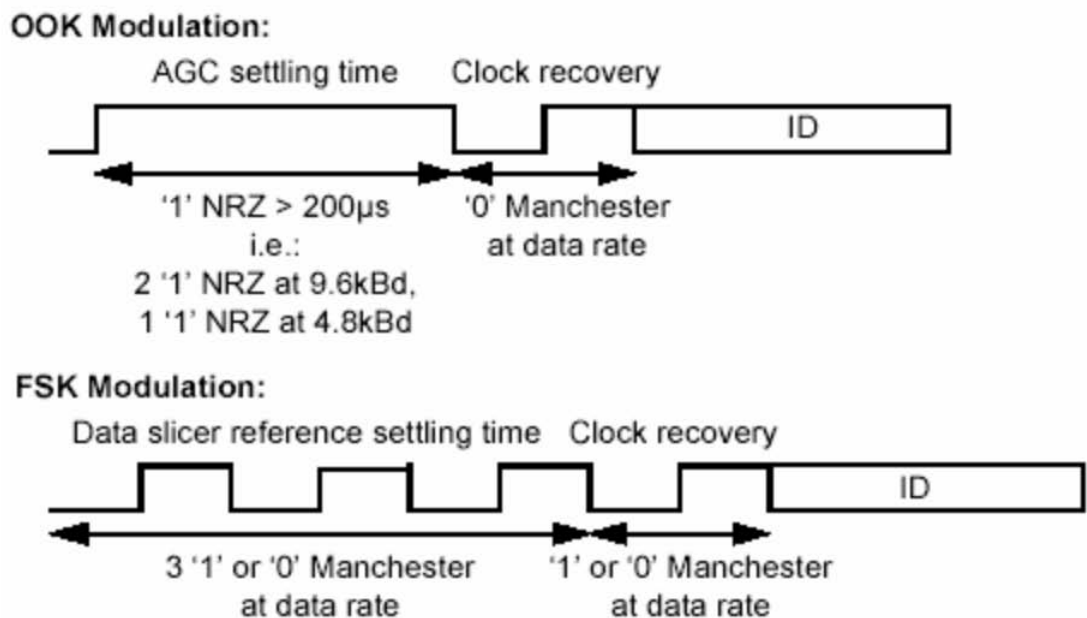 OOK Modulation:
AGC settling time Clock recovery
ID
‘1’ NRZ > 200µs ‘0’ Manchester
i.e.: at data rate
2 ‘1’ NRZ at 9.6kBd,
1 ‘1’ NRZ at 4.8kBd
FSK Modulation:
Data slicer reference settling time Clock recovery
ID
3 ‘1’ or ‘0’ Manchester ‘1’ or ‘0’ Manchester
at data rate at data rate